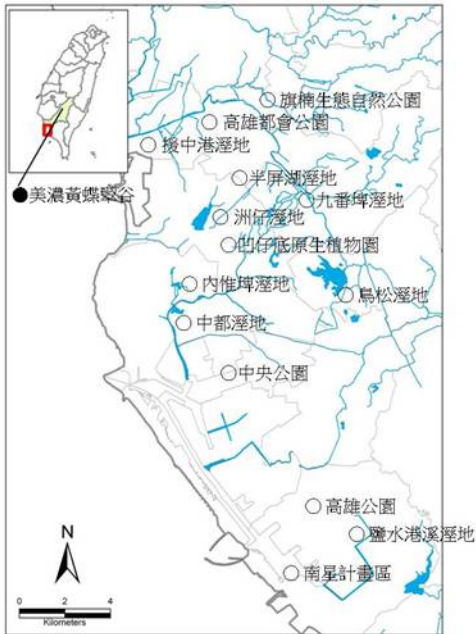 旗楠生態自然公園
高雄都會公園
援中港溼地
半屏湖溼地
美濃黃蝶翠谷
九番埤溼地
洲仔溼地
凹仔底原生植物園
內惟埤溼地
鳥松溼地
中都溼地
中央公園
高雄公園
N
鹽水港溪溼地
南星計畫區
0 2 4
Kilometers